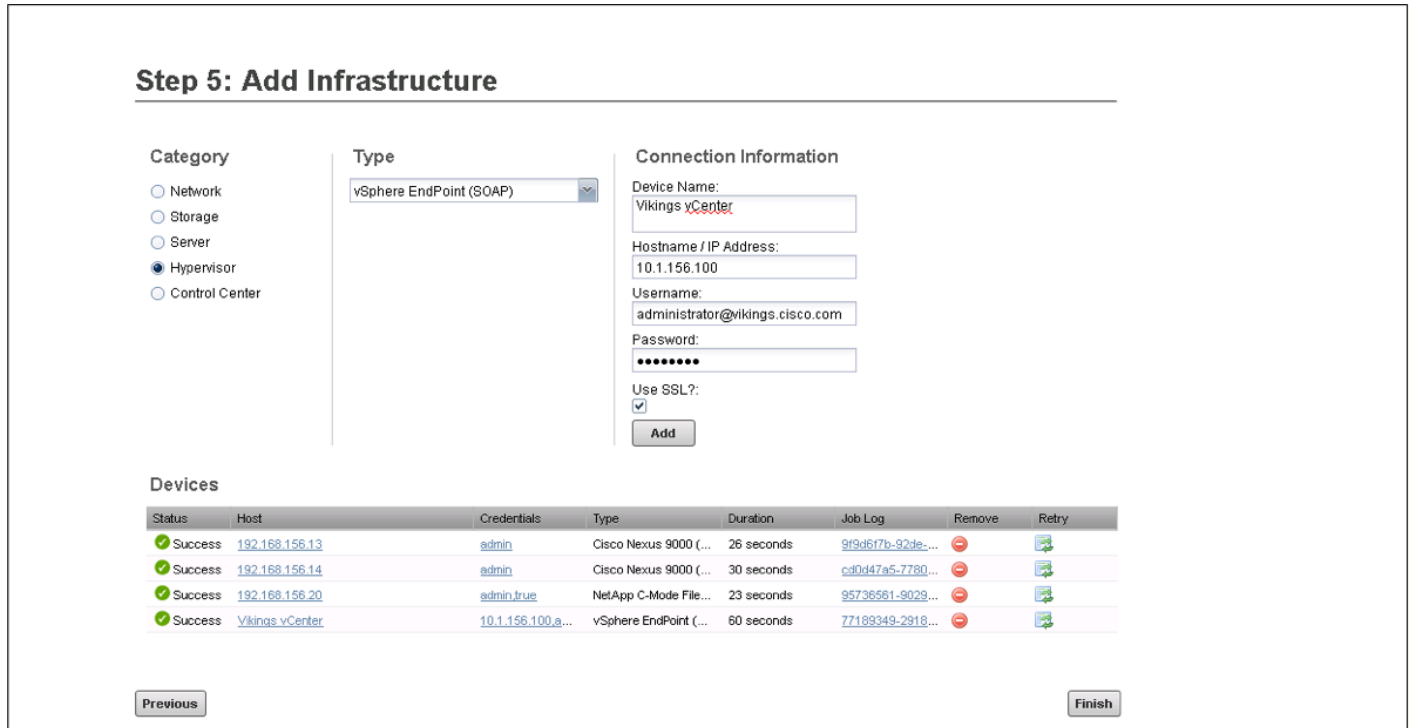 Step 5: Add Infrastructure
Category
Network
Storage
Server
Hypervisor
Control Center
Type
vSphere EndPoint (SOAP)
Connection Information
Device Name:
Vikings vCenter
Hostname / IP Address:
10.1.156.100
Username:
administrator@vikings.cisco.com
Password:
••••••••
Use SSL?:
Add
Devices
Status Host Credentials Type Duration Job Log Remove Retry
Success 192.168.156.13 admin Cisco Nexus 9000 (... 26 seconds 9f9d6f7b-92de-...
Success 192.168.156.14 admin Cisco Nexus 9000 (... 30 seconds cd0d47a5-7780...
Success 192.168.156.20 admin,true NetApp C-Mode File... 23 seconds 95736561-9029...
Success Vikings vCenter 10.1.156.100,a... vSphere EndPoint (... 60 seconds 77189349-2918...
Previous Finish